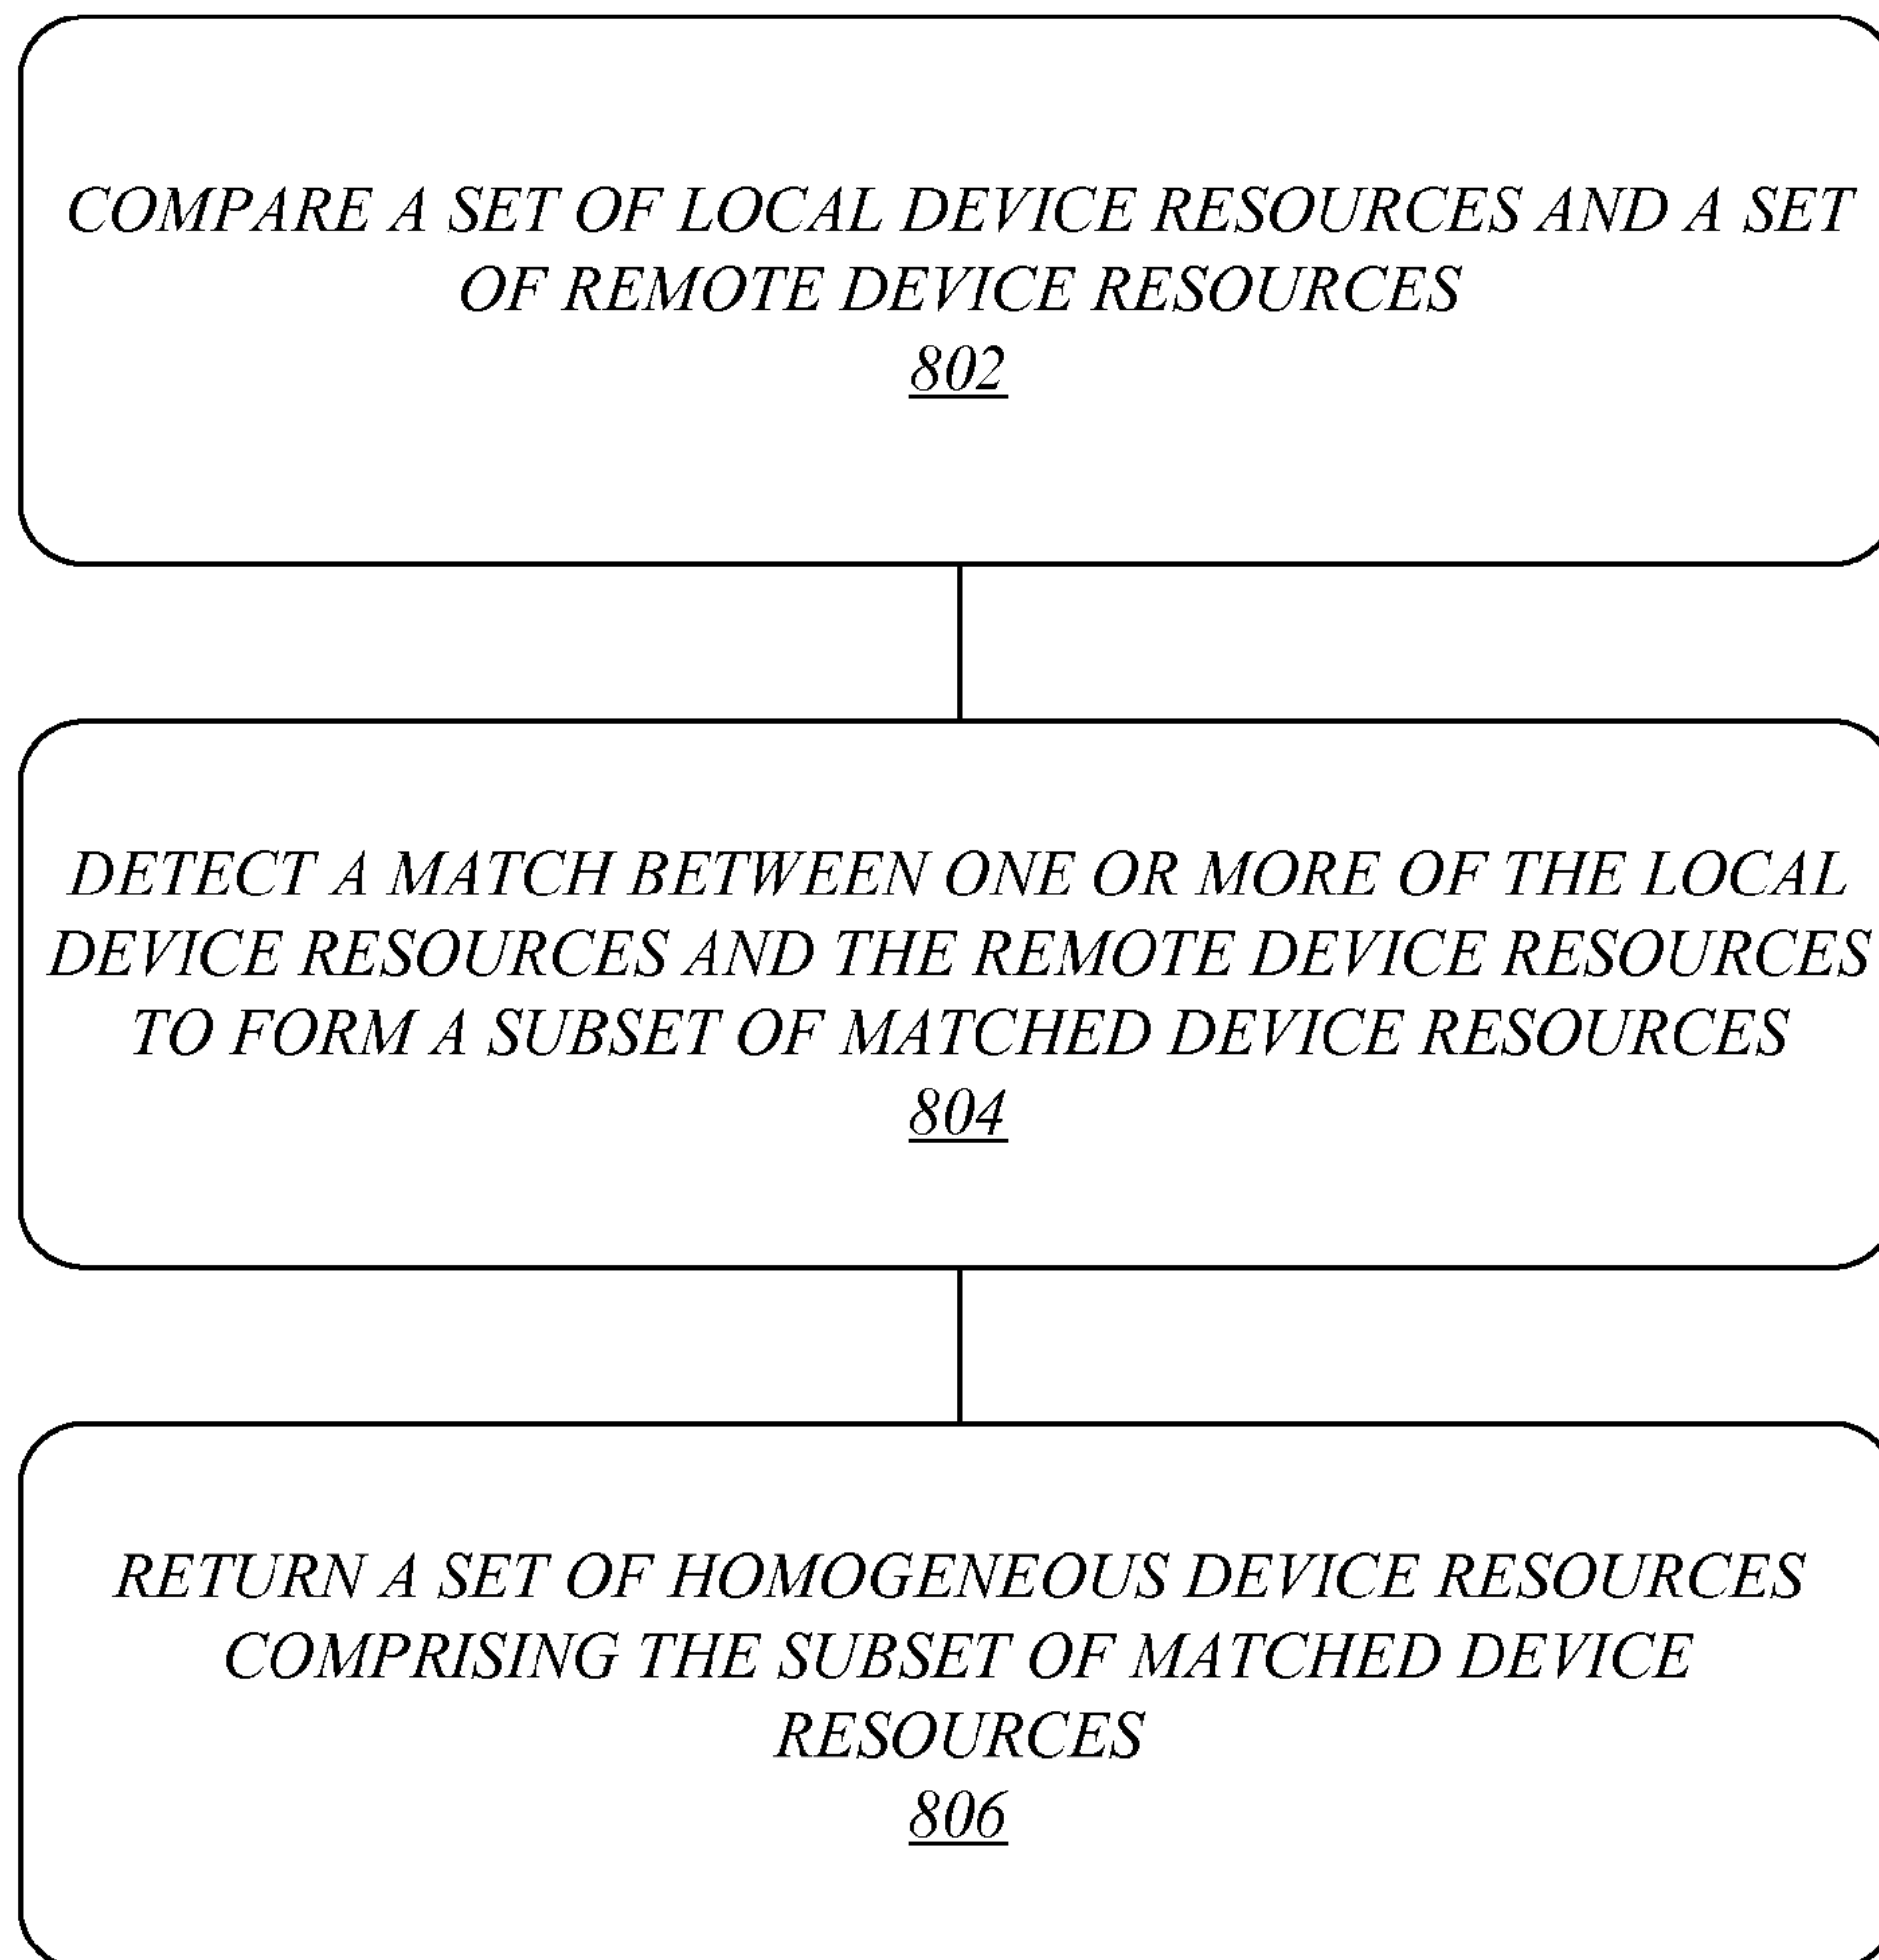 COMPARE A SET OF LOCAL DEVICE RESOURCES AND A SET
OF REMOTE DEVICE RESOURCES
802
DETECT A MATCH BETWEEN ONE OR MORE OF THE LOCAL
DEVICE RESOURCES AND THE REMOTE DEVICE RESOURCES
TO FORM A SUBSET OF MATCHED DEVICE RESOURCES
804
RETURN A SET OF HOMOGENEOUS DEVICE RESOURCES
COMPRISING THE SUBSET OF MATCHED DEVICE
RESOURCES
806